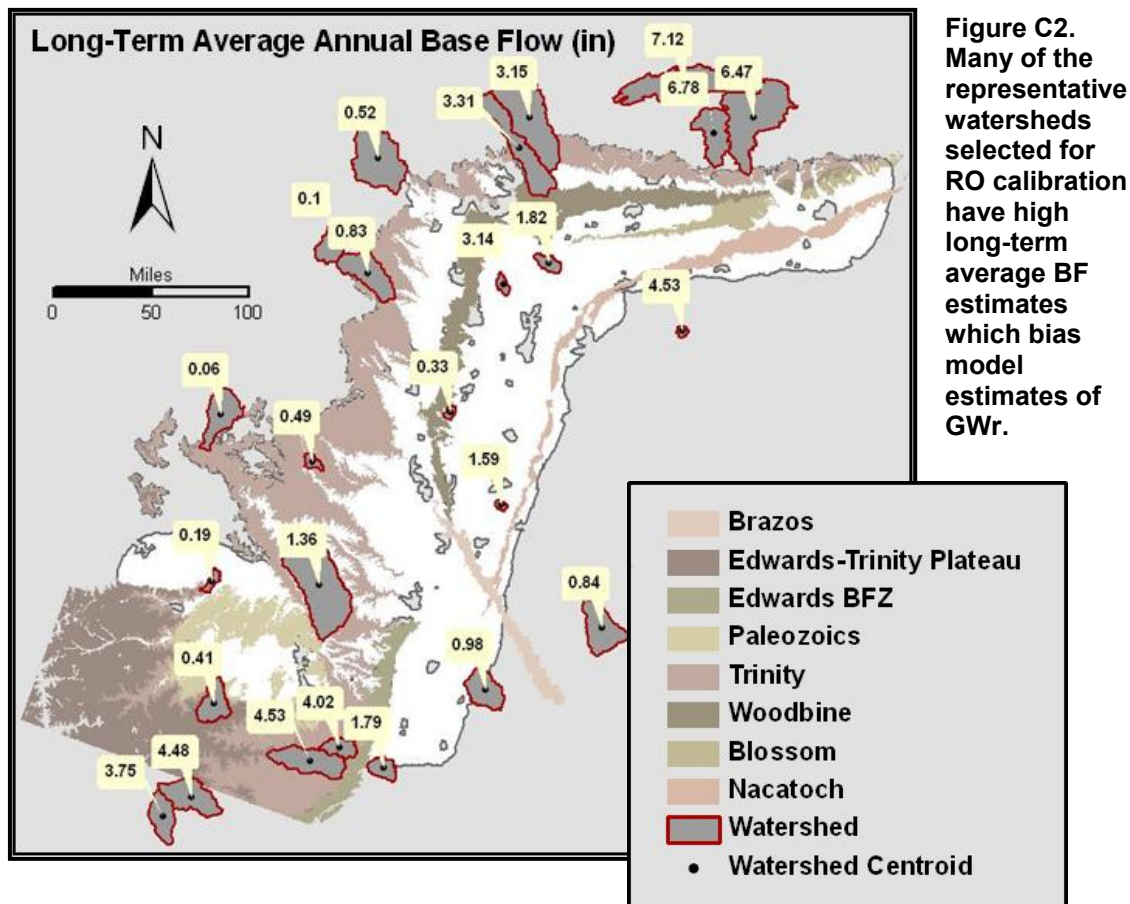 Long-Term Average Annual Base Flow (in)
7.12
3.15
6.47
6.78
3.31
0.52
N
0.1
1.82
0.83
3.14
Miles
0 50 100
4.53
0.33
0.06
0.49
1.59
0.19
1.36
0.84
0.98
0.41
4.02
4.53
1.79
4.48
3.75
Figure C2.
Many of the
representative
watersheds
selected for
RO calibration
have high
long-term
average BF
estimates
which bias
model
estimates of
GWr.
Brazos
Edwards-Trinity Plateau
Edwards BFZ
Paleozoics
Trinity
Woodbine
Blossom
Nacatoch
Watershed
Watershed Centroid